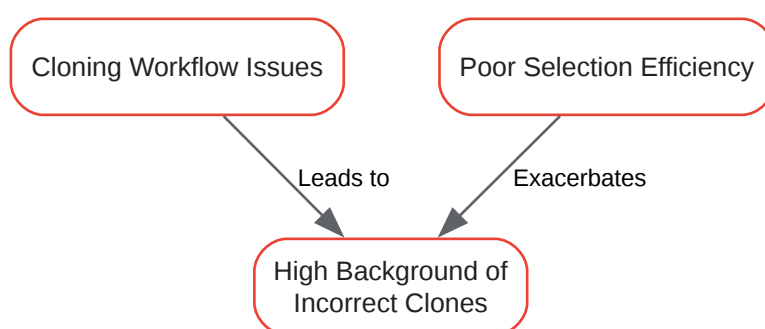 Cloning Workflow Issues
Poor Selection Efficiency
Leads to
Exacerbates
High Background of
Incorrect Clones